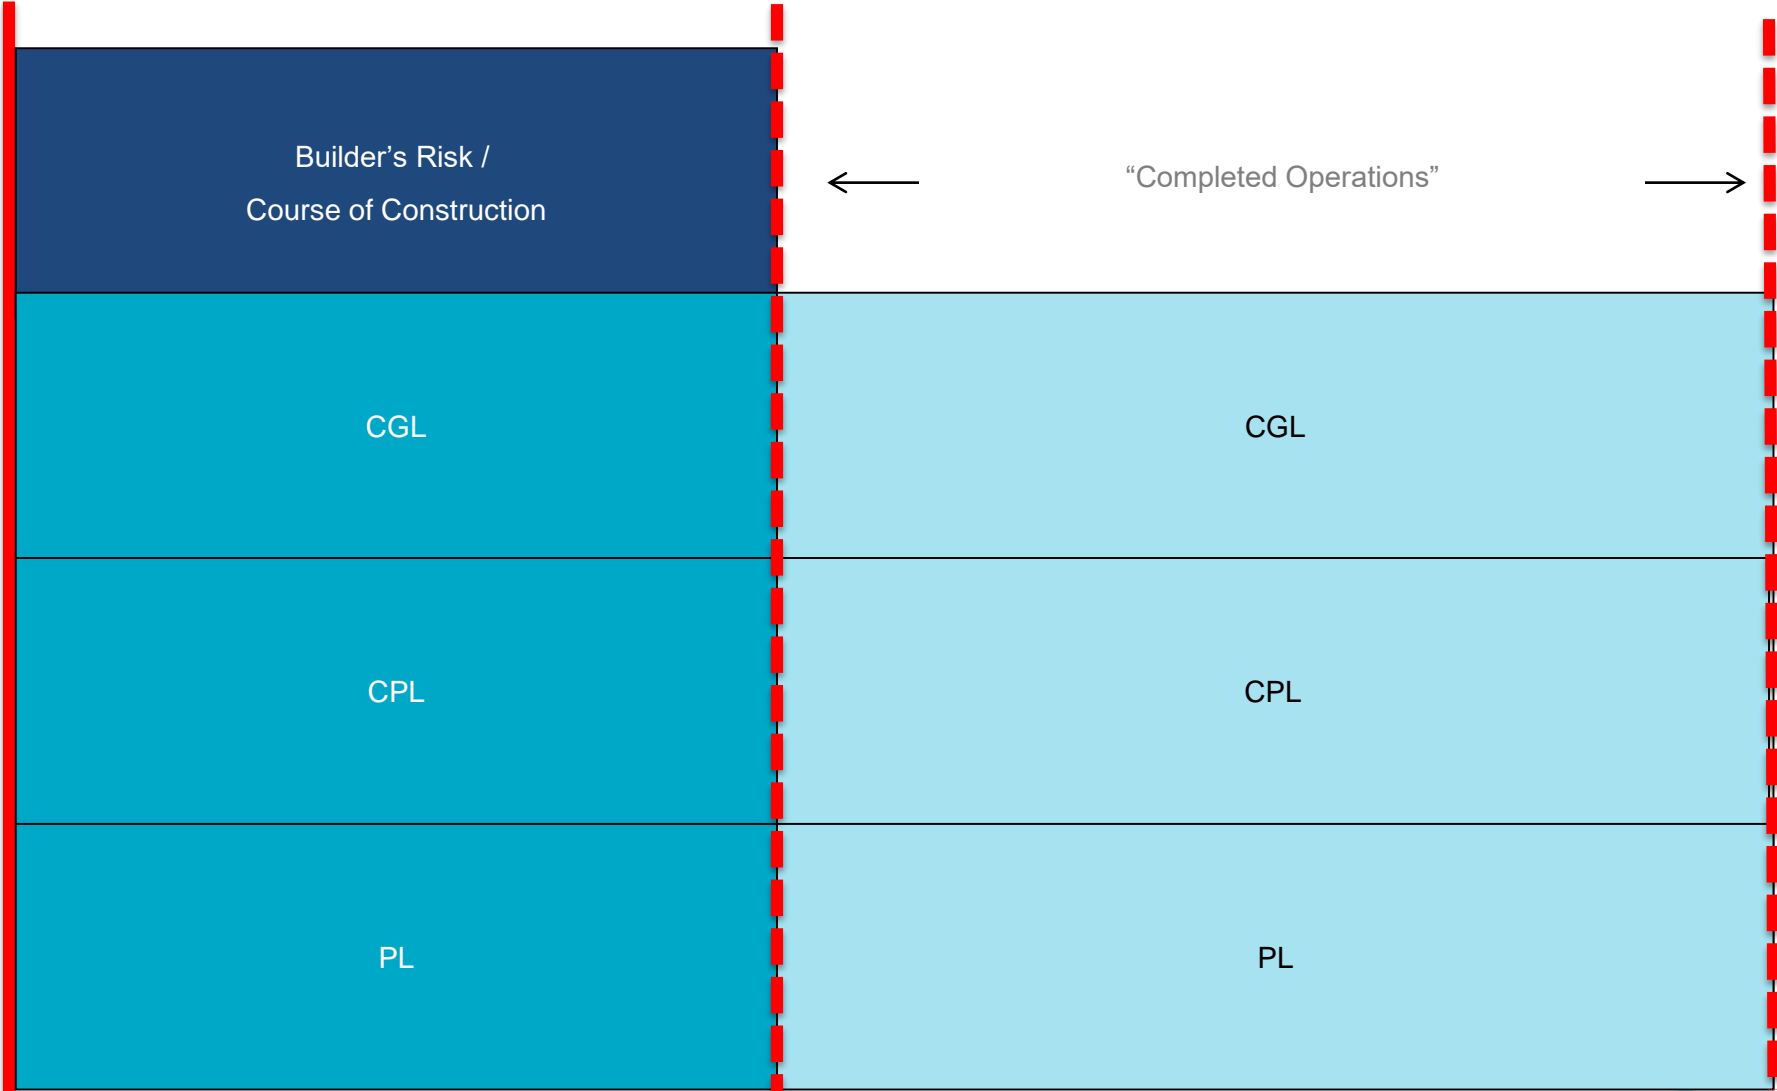 Builder’s Risk /
Course of Construction
“Completed Operations”
CGL
CGL
CPL
CPL
PL
PL